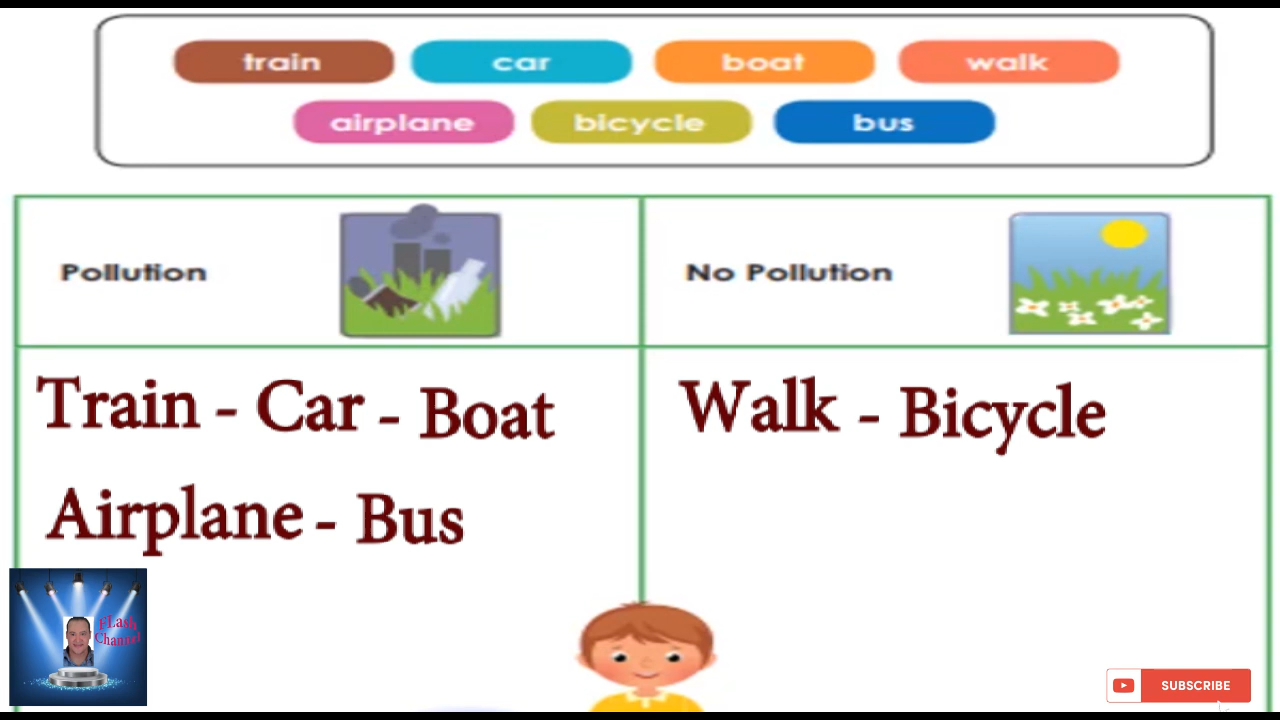 train car boat walk
airplane bicycle bus
Pollution No Pollution
Train - Car - Boat
Airplane - Bus
Walk - Bicycle
FLash
Channel
SUBSCRIBE